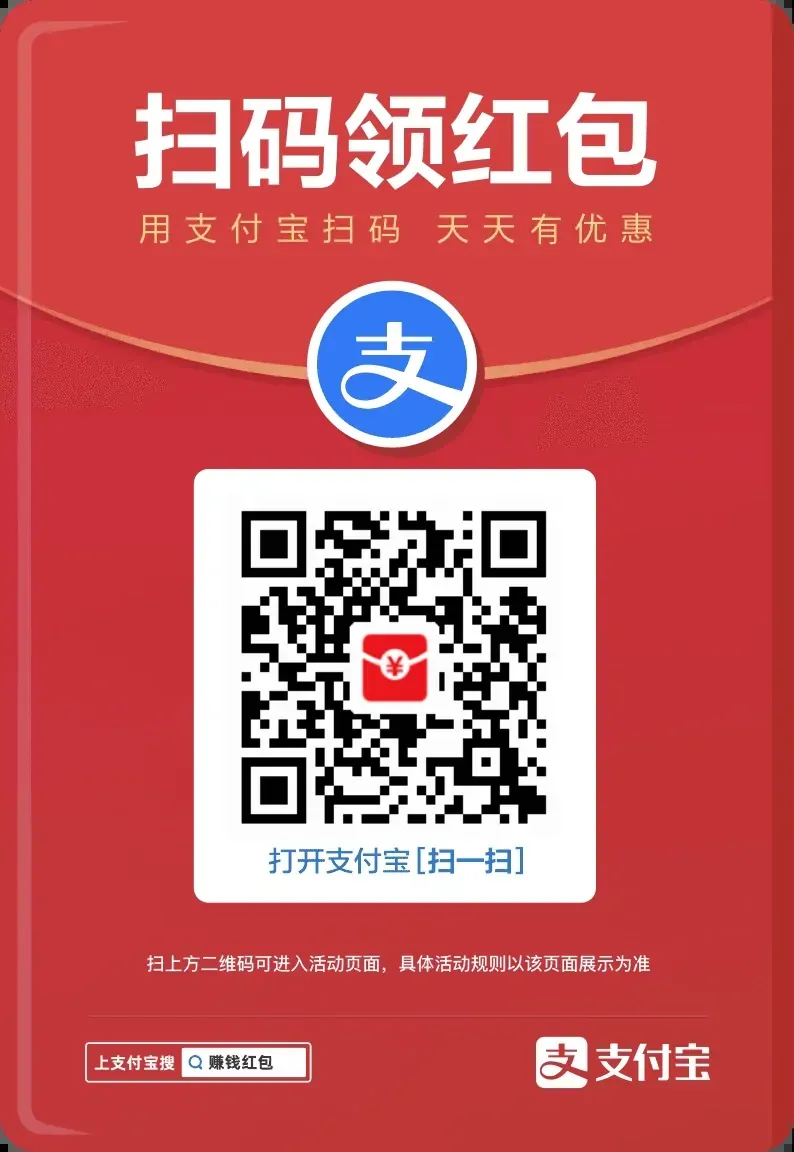 扫码领红包
用支付宝扫码 天天有优惠
支
¥
打开支付宝[扫一扫]
扫上方二维码可进入活动页面，具体活动规则以该页面展示为准
上支付宝搜 赚钱红包
支 支付宝